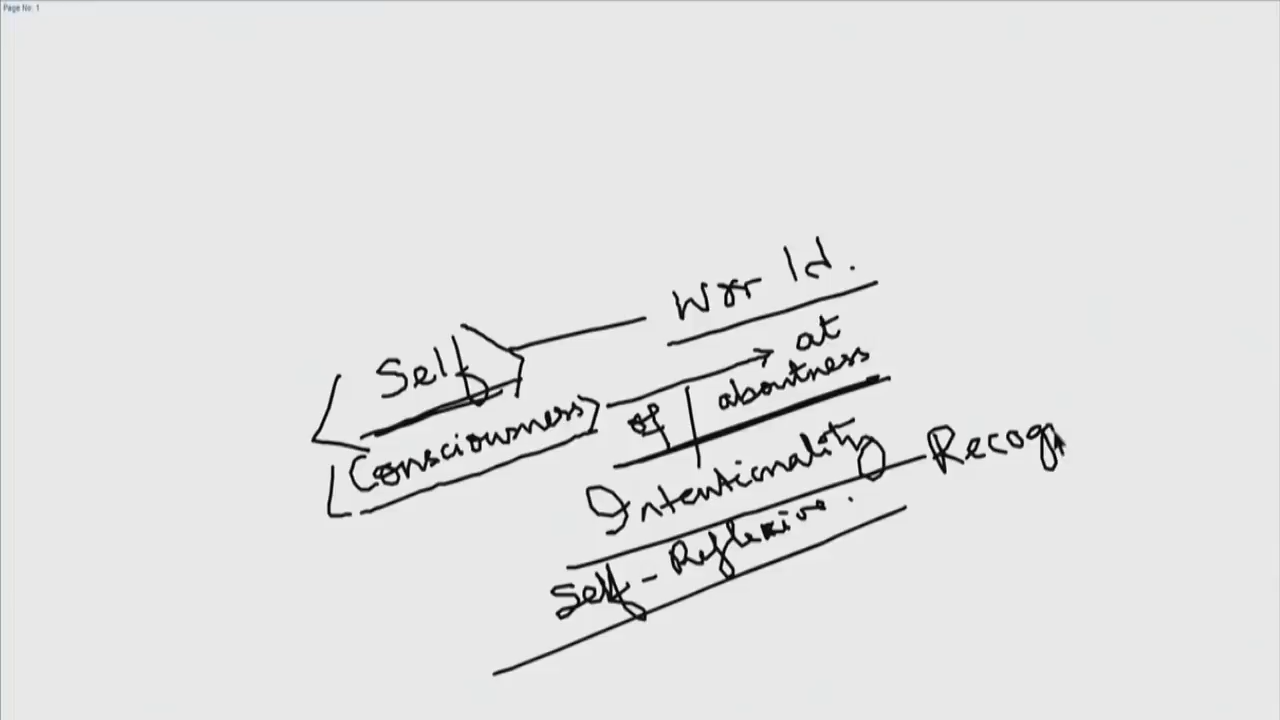 Page No: 1
World.
Self
at
Consciousness
of | aboutness
Intentionality
Recog
Self-Reflexive.